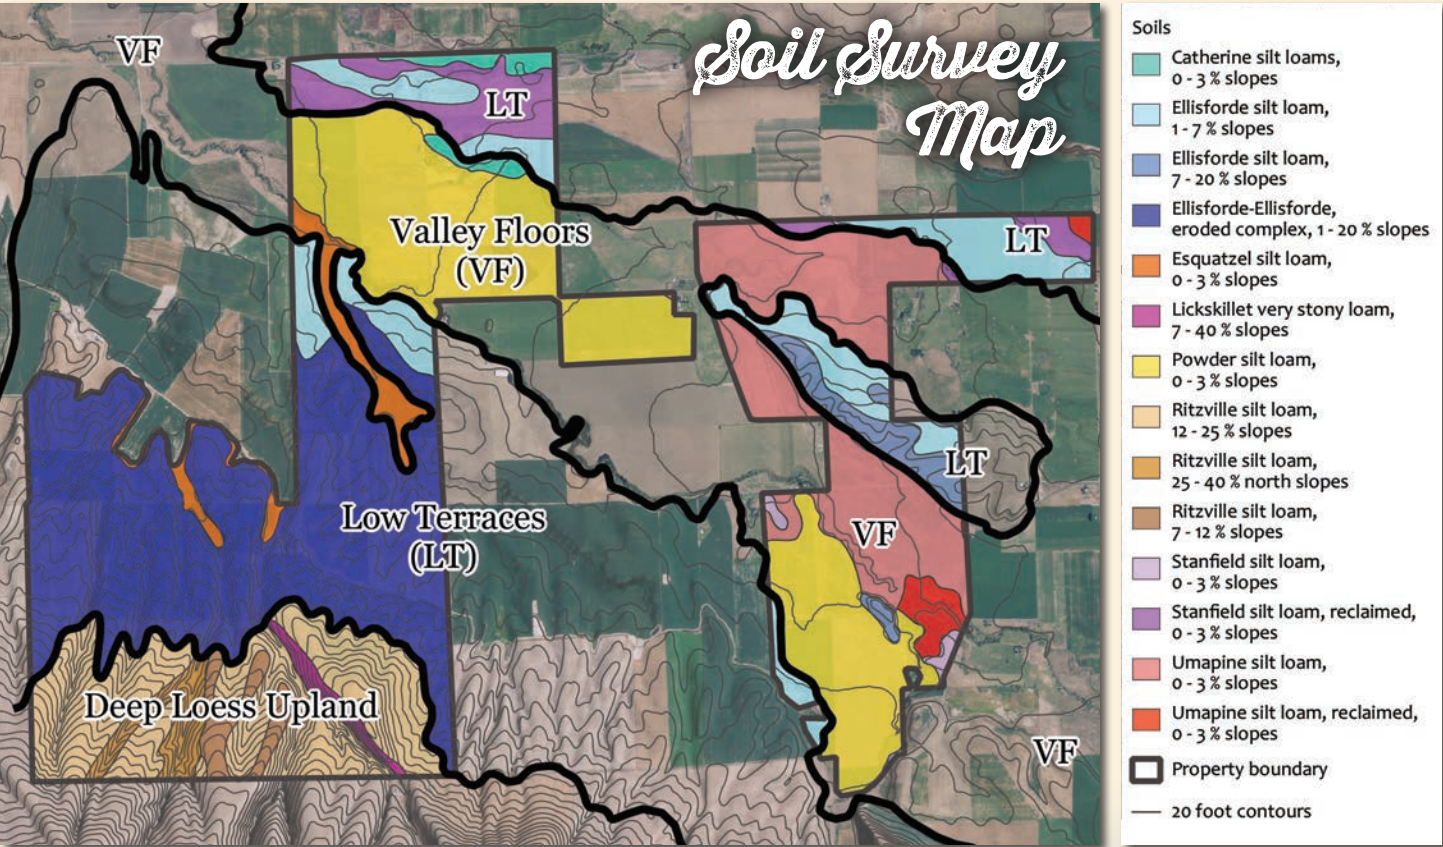 Soil Survey
Map
VF
LT
Valley Floors
(VF)
LT
LT
VF
Low Terraces
(LT)
Deep Loess Upland
VF
Soils
Catherine silt loams,
0 - 3 % slopes
Ellisforde silt loam,
1 - 7 % slopes
Ellisforde silt loam,
7 - 20 % slopes
Ellisforde-Ellisforde,
eroded complex, 1 - 20 % slopes
Esquatzel silt loam,
0 - 3 % slopes
Lickskillet very stony loam,
7 - 40 % slopes
Powder silt loam,
0 - 3 % slopes
Ritzville silt loam,
12 - 25 % slopes
Ritzville silt loam,
25 - 40 % north slopes
Ritzville silt loam,
7 - 12 % slopes
Stanfield silt loam,
0 - 3 % slopes
Stanfield silt loam, reclaimed,
0 - 3 % slopes
Umapine silt loam,
0 - 3 % slopes
Umapine silt loam, reclaimed,
0 - 3 % slopes
Property boundary
20 foot contours